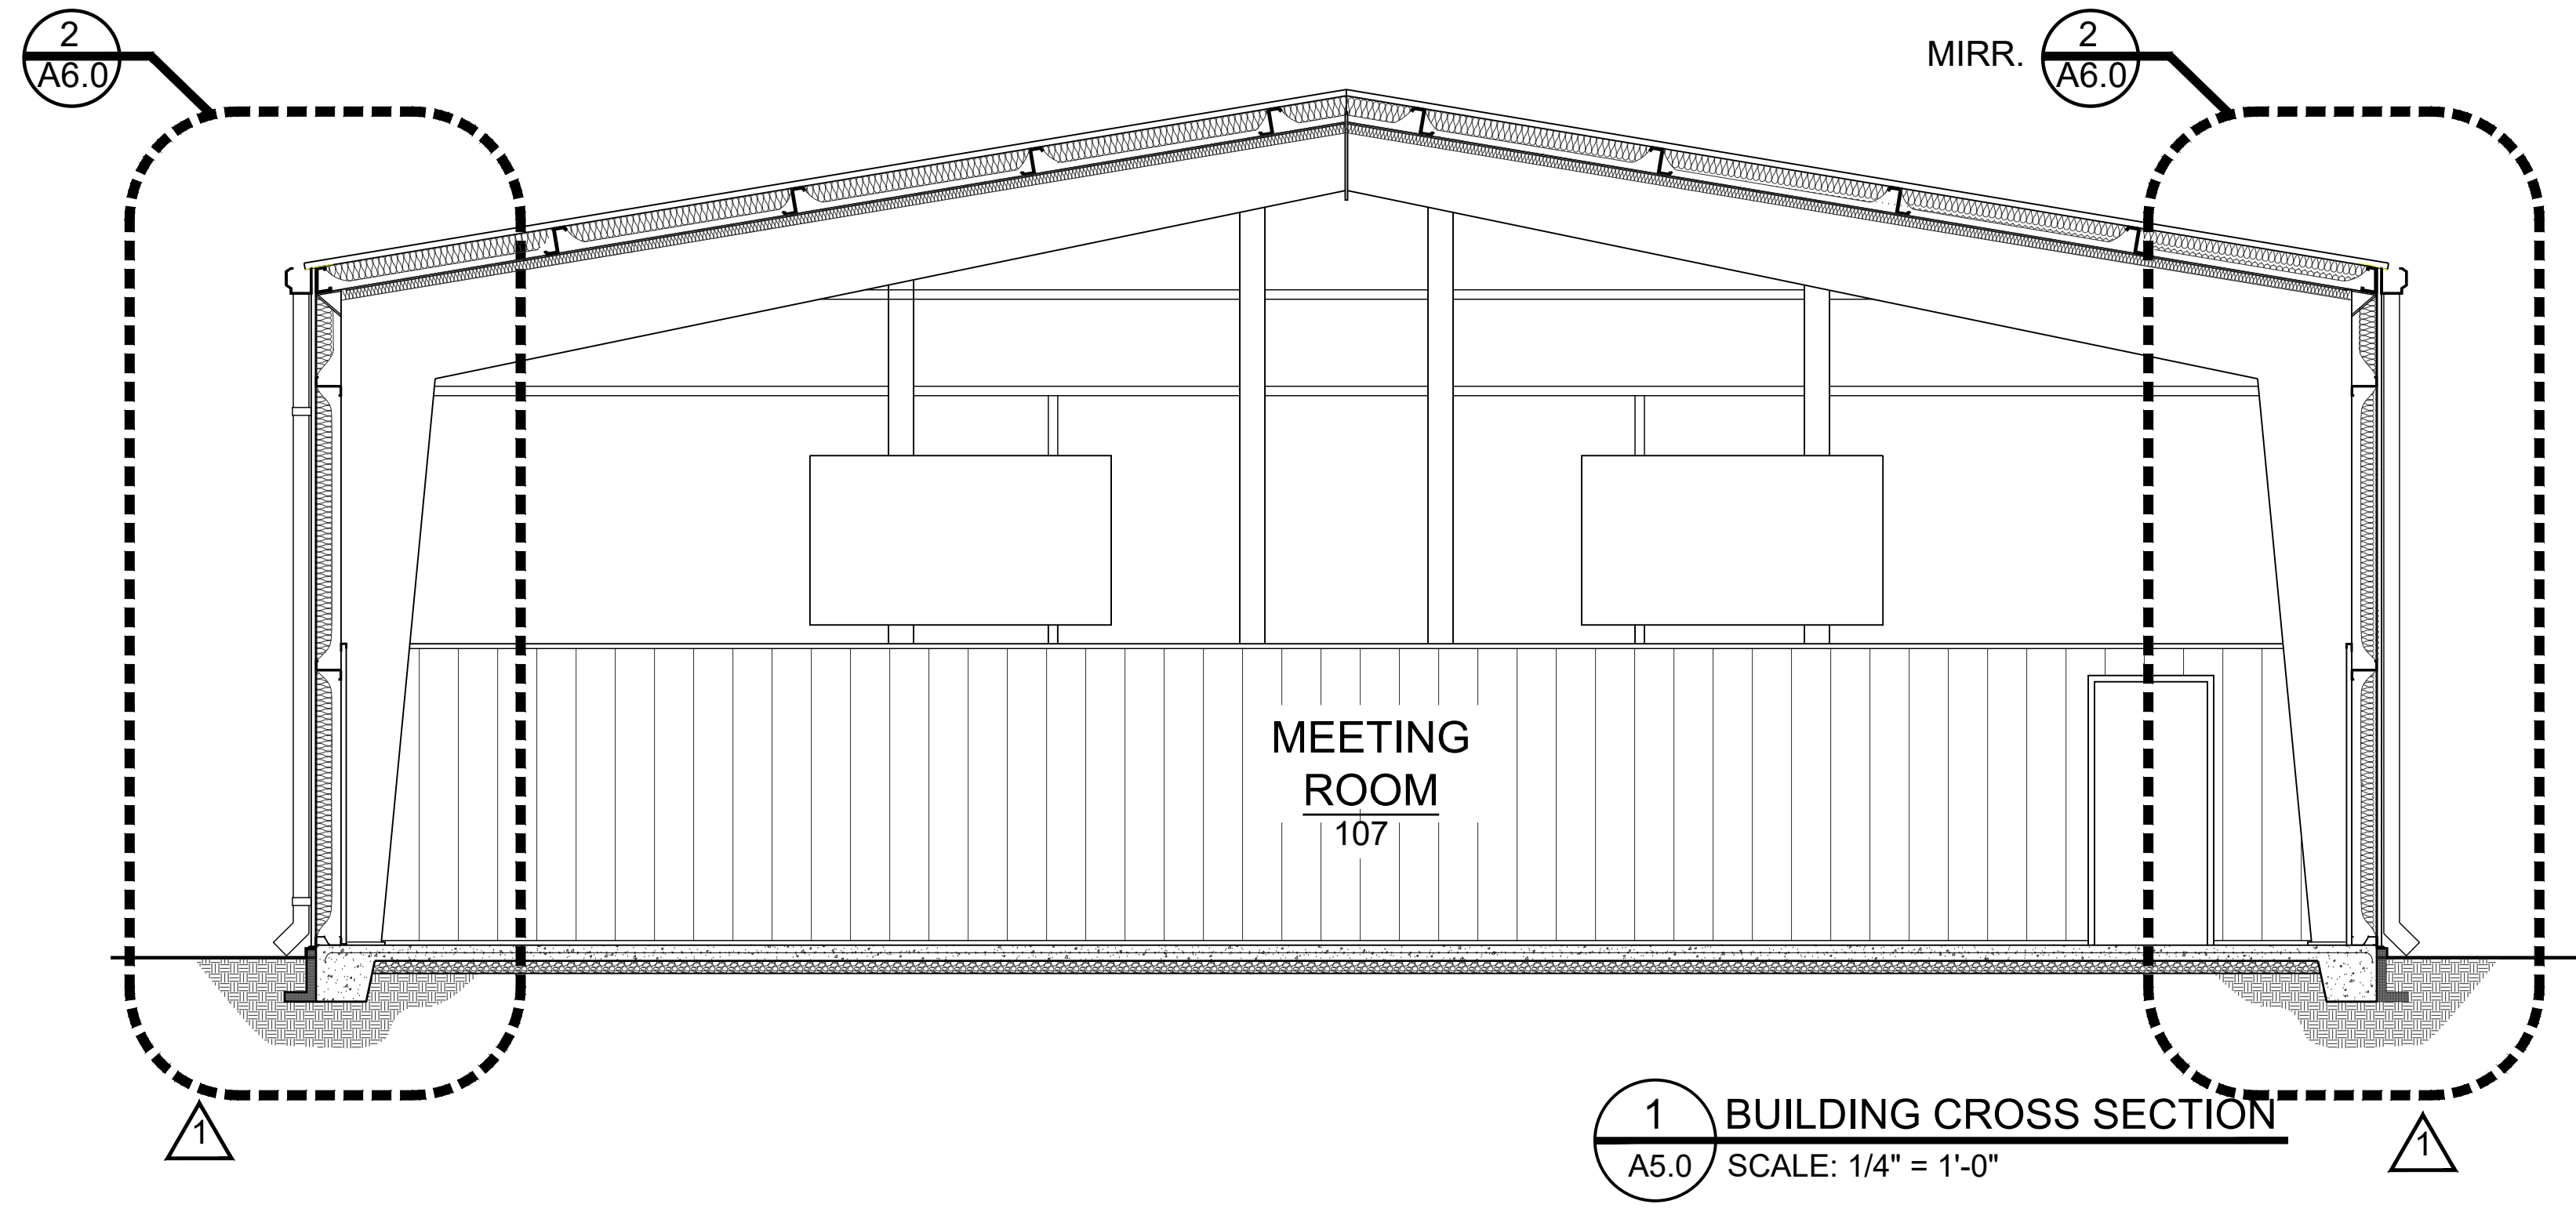 2
A6.0
MIRR.
2
A6.0
MEETING
ROOM
107
1
A5.0
BUILDING CROSS SECTION
SCALE: 1/4" = 1'-0"
1
1